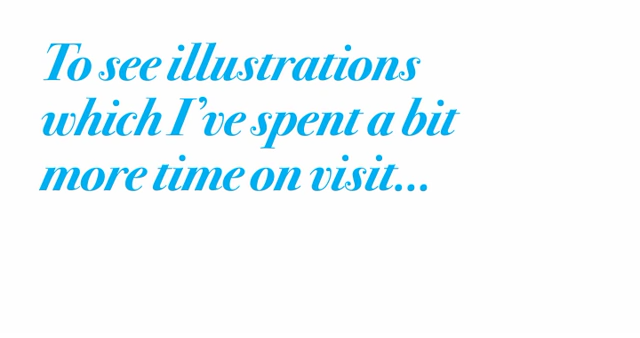 To see illustrations
which I've spent a bit
more time on visit...